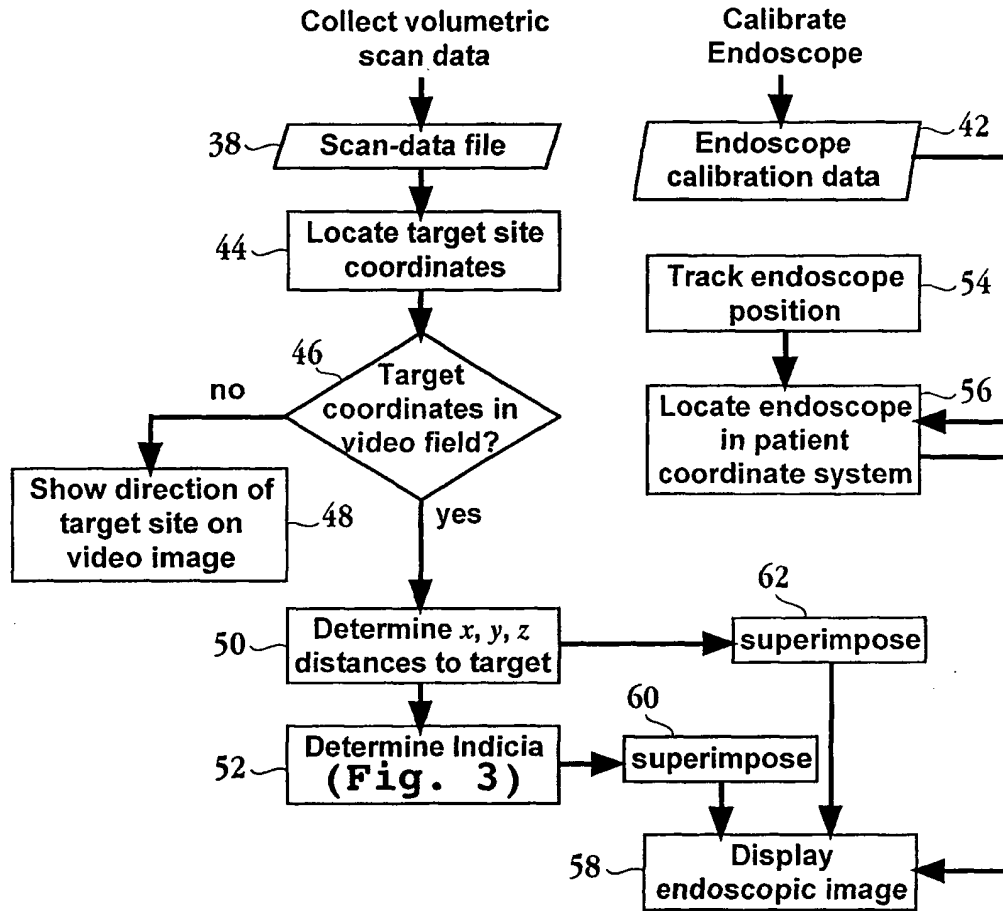 Collect volumetric
scan data
38
Scan-data file
44
Locate target site
coordinates
46
Target
coordinates in
video field?
no
yes
Show direction of
target site on
video image
48
50
Determine x, y, z
distances to target
52
Determine Indicia
(Fig. 3)
Calibrate
Endoscope
42
Endoscope
calibration data
Track endoscope
position
54
56
Locate endoscope
in patient
coordinate system
62
superimpose
60
superimpose
58
Display
endoscopic image